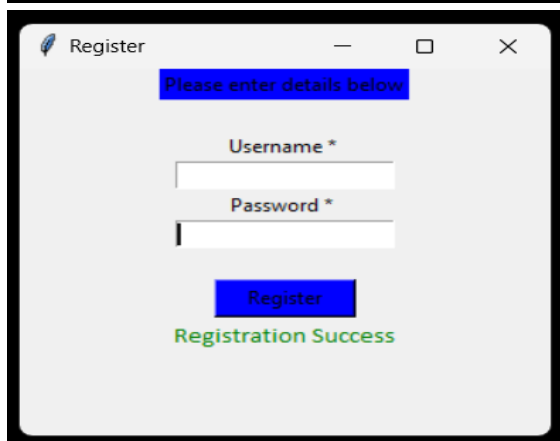 Register
Please enter details below
Username *
Password *
Register
Registration Success